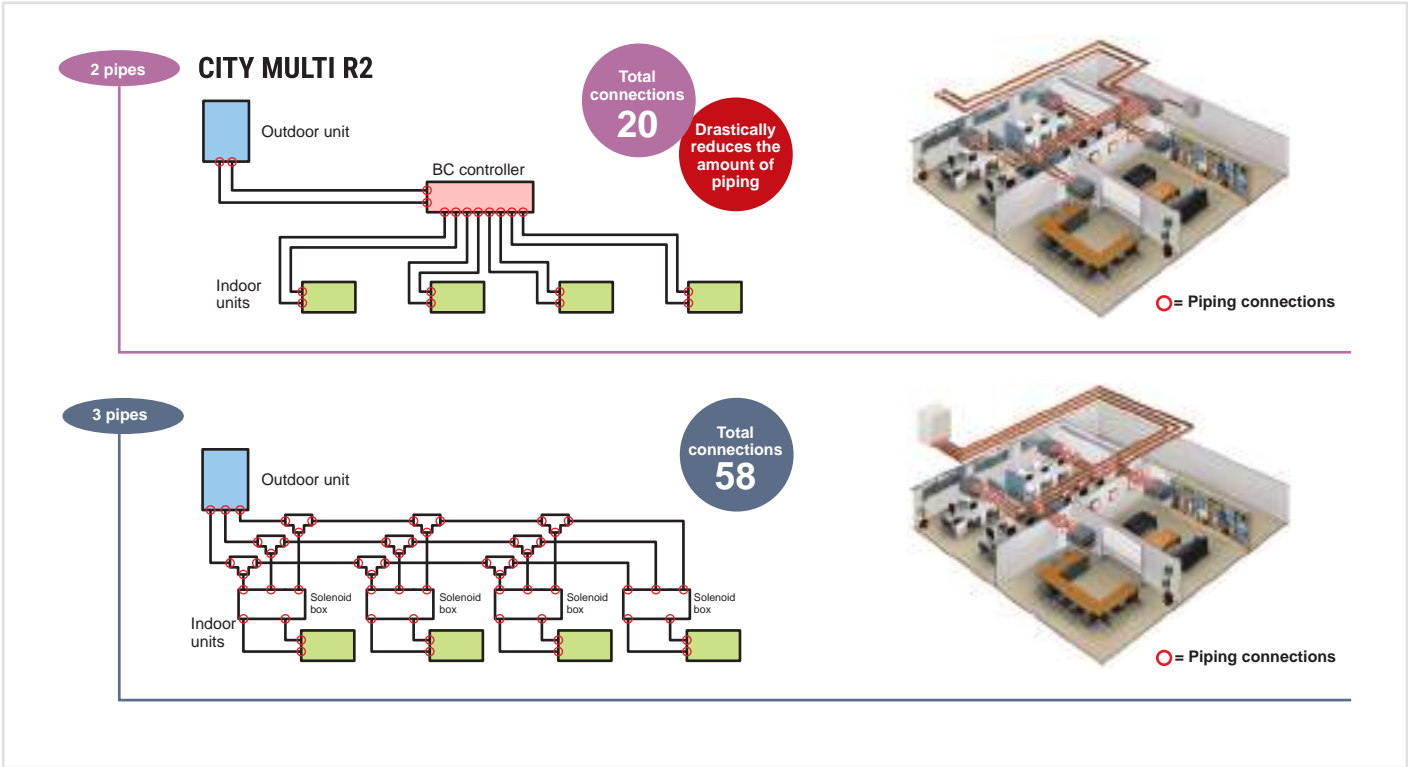 2 pipes
CITY MULTI R2
Total
connections
20
Drastically
reduces the
amount of
piping
Outdoor unit
BC controller
Indoor
units
= Piping connections
3 pipes
Total
connections
58
Outdoor unit
Solenoid
box
Solenoid
box
Solenoid
box
Solenoid
box
Indoor
units
= Piping connections